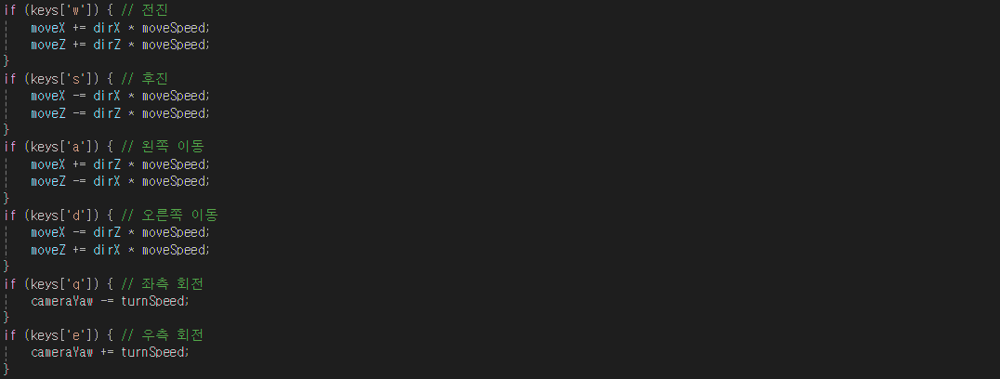 if (keys['w']) { // 전진
moveX += dirX * moveSpeed;
moveZ += dirZ * moveSpeed;
}
if (keys['s']) { // 후진
moveX -= dirX * moveSpeed;
moveZ -= dirZ * moveSpeed;
}
if (keys['a']) { // 왼쪽 이동
moveX += dirZ * moveSpeed;
moveZ -= dirX * moveSpeed;
}
if (keys['d']) { // 오른쪽 이동
moveX -= dirZ * moveSpeed;
moveZ += dirX * moveSpeed;
}
if (keys['q']) { // 좌측 회전
cameraYaw -= turnSpeed;
}
if (keys['e']) { // 우측 회전
cameraYaw += turnSpeed;
}